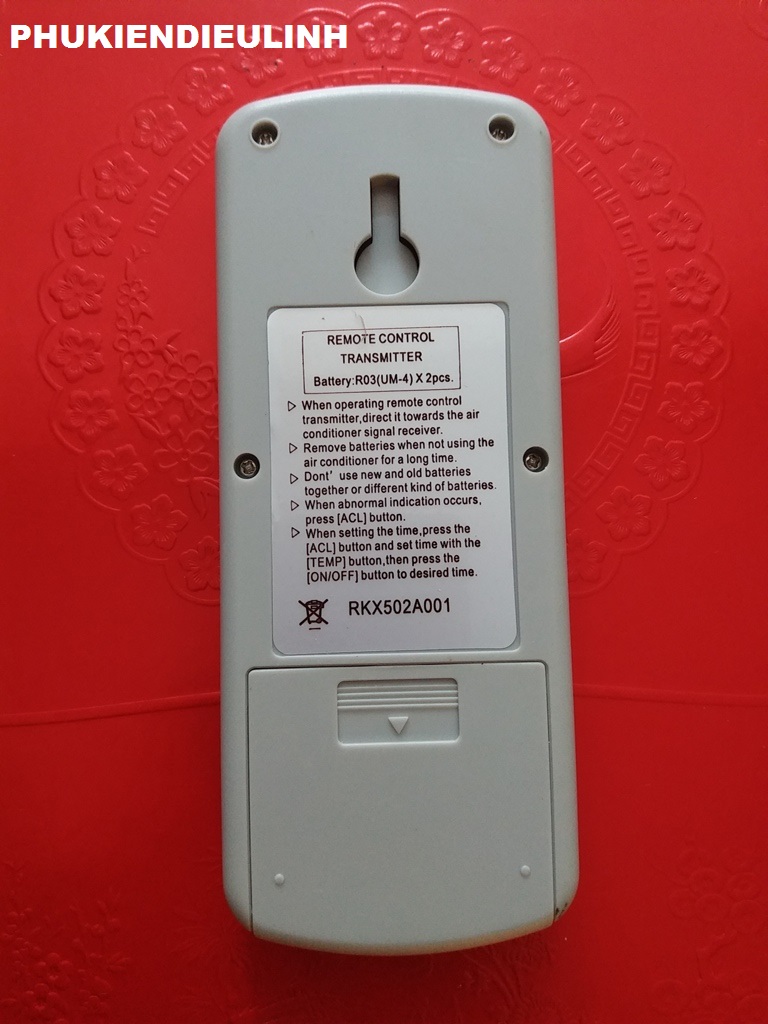 PHUKIENDIEULINH
REMOTE CONTROL
TRANSMITTER
Battery:R03(UM-4) X 2pcs.
▷ When operating remote control
transmitter,direct it towards the air
conditioner signal receiver.
▷ Remove batteries when not using the
air conditioner for a long time.
▷ Dont' use new and old batteries
together or different kind of batteries.
▷ When abnormal indication occurs,
press [ACL] button.
▷ When setting the time,press the
[ACL] button and set time with the
[TEMP] button,then press the
[ON/OFF] button to desired time.
RKX502A001